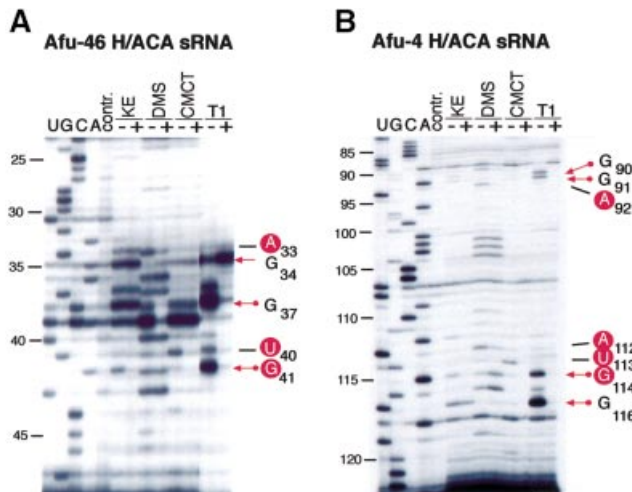 A
Afu-46 H/ACA sRNA
UGCA contr. KE DMS CMCT T1
- + - + - + - +
25
30
35
40
45
A 33
G 34
G 37
U 40
G 41
B
Afu-4 H/ACA sRNA
UGCA contr. KE DMS CMCT T1
- + - + - + - +
85
90
95
100
105
110
115
120
G 90
G 91
A 92
A 112
U 113
G 114
G 116